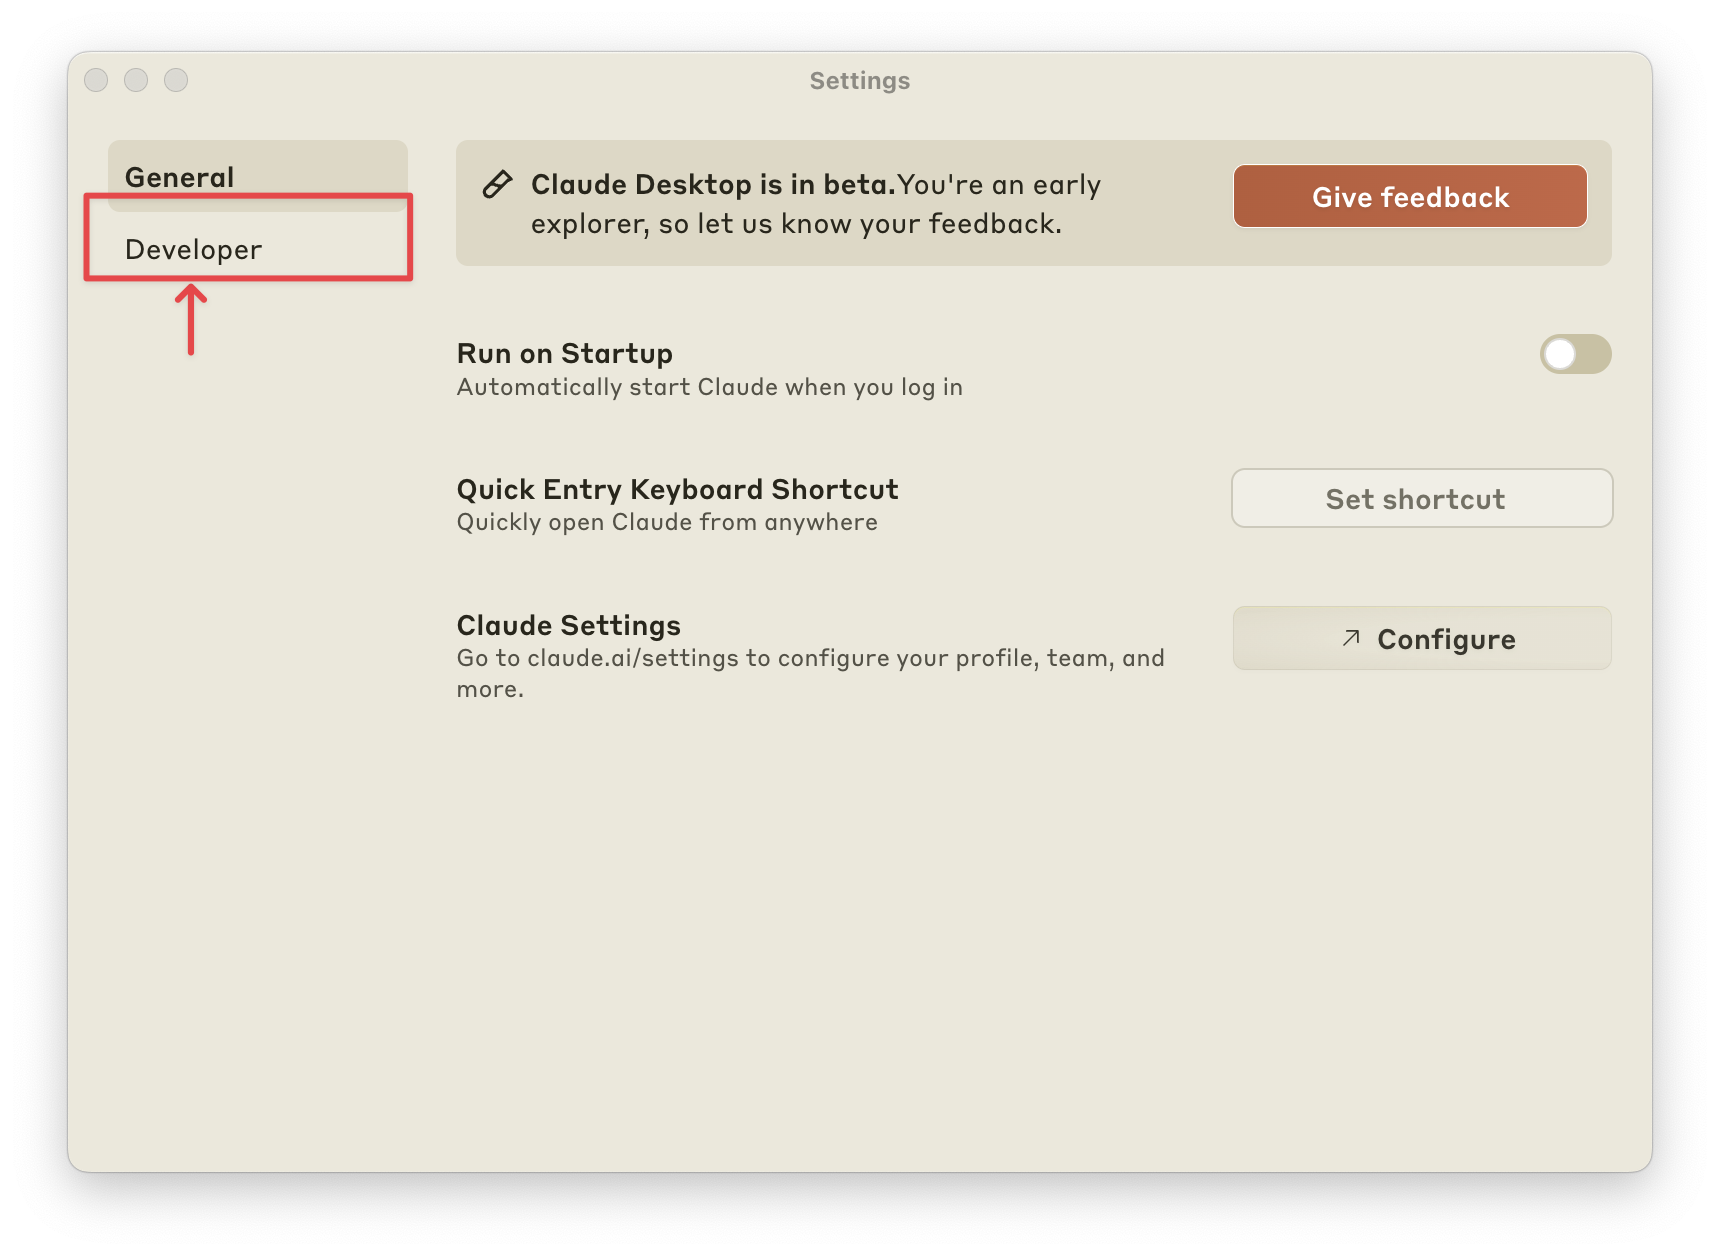 Settings
General
Developer
Claude Desktop is in beta.You're an early
explorer, so let us know your feedback.
Give feedback
Run on Startup
Automatically start Claude when you log in
Quick Entry Keyboard Shortcut
Quickly open Claude from anywhere
Set shortcut
Claude Settings
Go to claude.ai/settings to configure your profile, team, and
more.
Configure